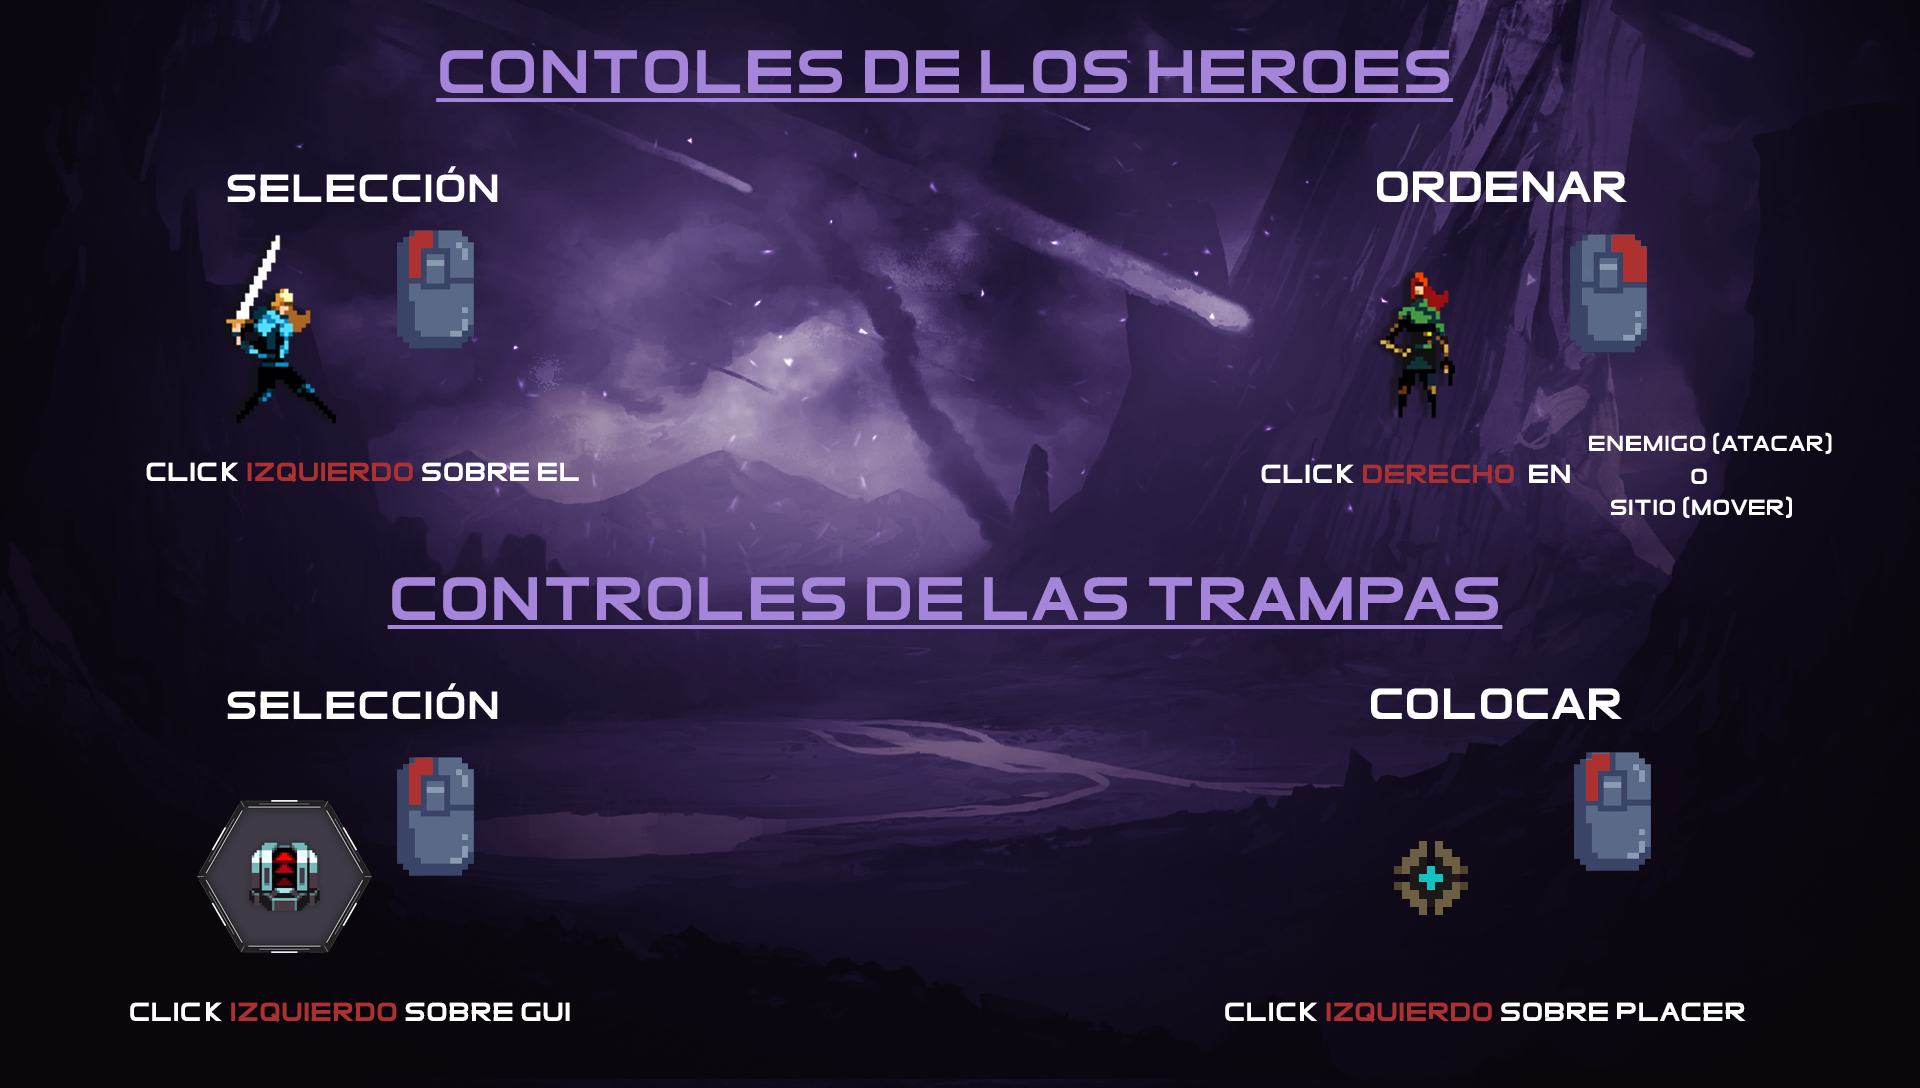 CONTOLES DE LOS HEROES
SELECCIÓN
ORDENAR
CLICK IZQUIERDO SOBRE EL
CLICK DERECHO EN
ENEMIGO (ATACAR)
O
SITIO (MOVER)
CONTROLES DE LAS TRAMPAS
SELECCIÓN
COLOCAR
CLICK IZQUIERDO SOBRE GUI
CLICK IZQUIERDO SOBRE PLACER